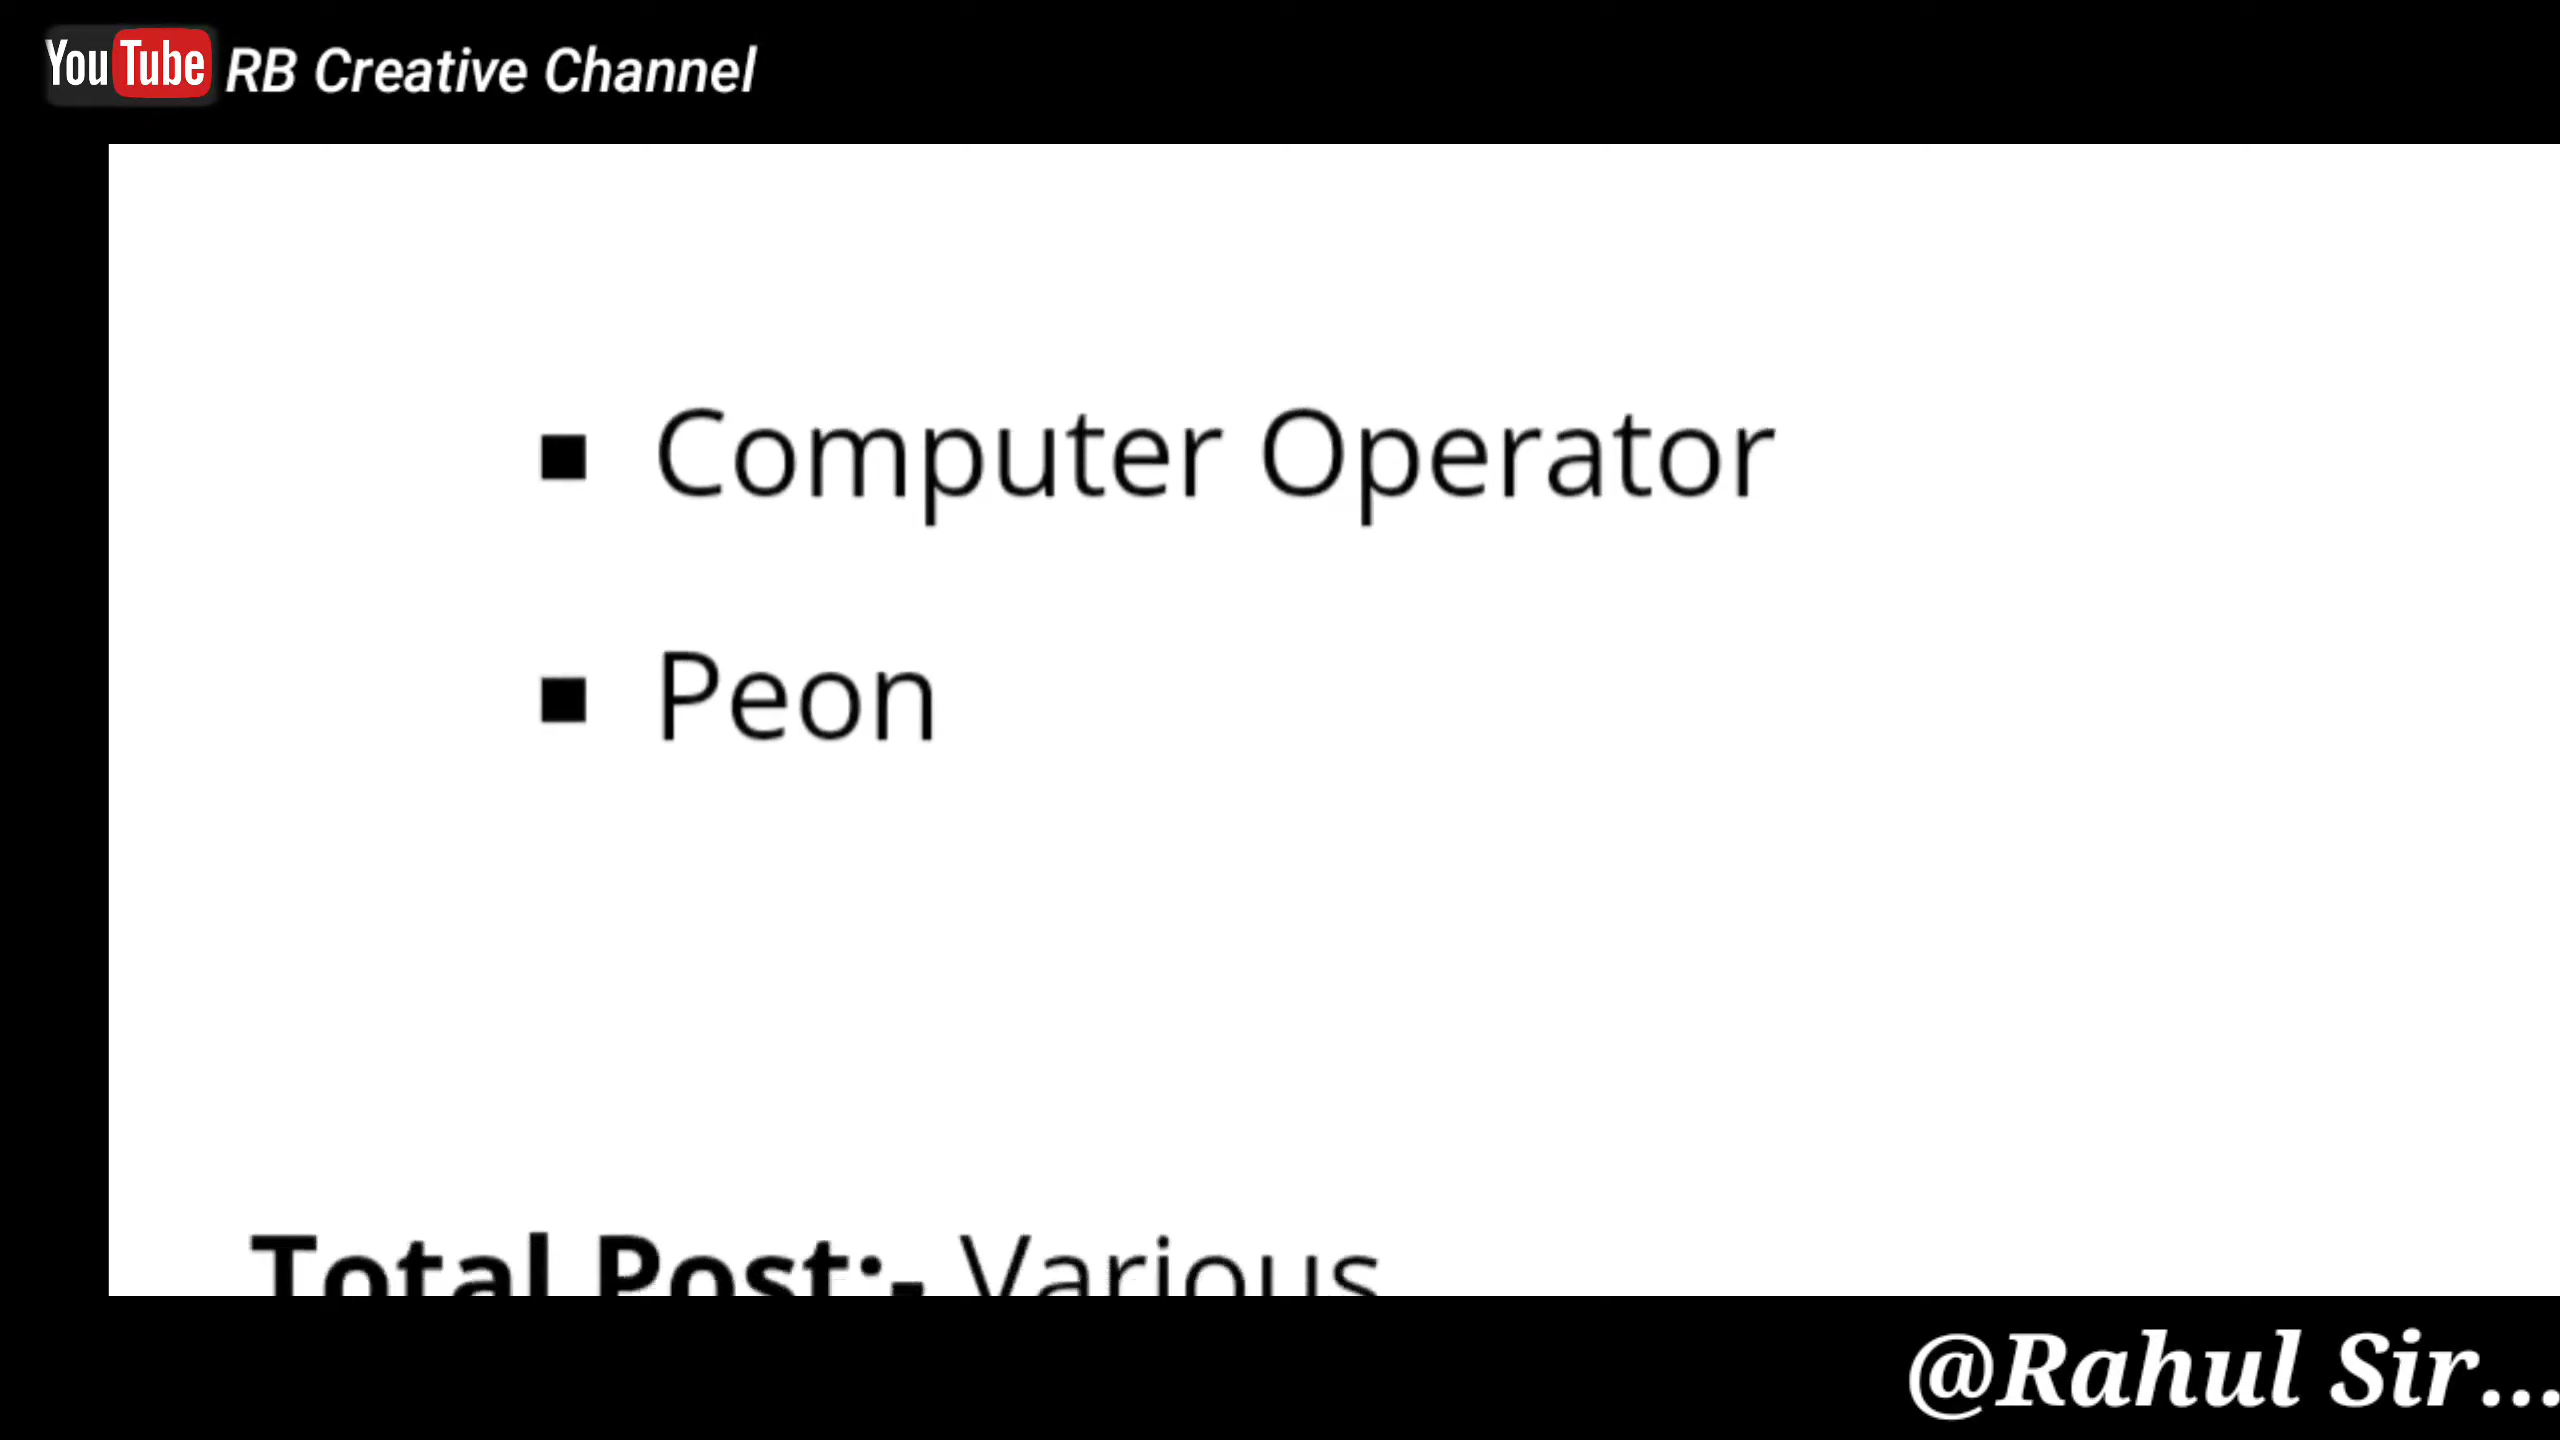 YouTube RB Creative Channel
▪ Computer Operator
▪ Peon
Total Post:- Various
@Rahul Sir...